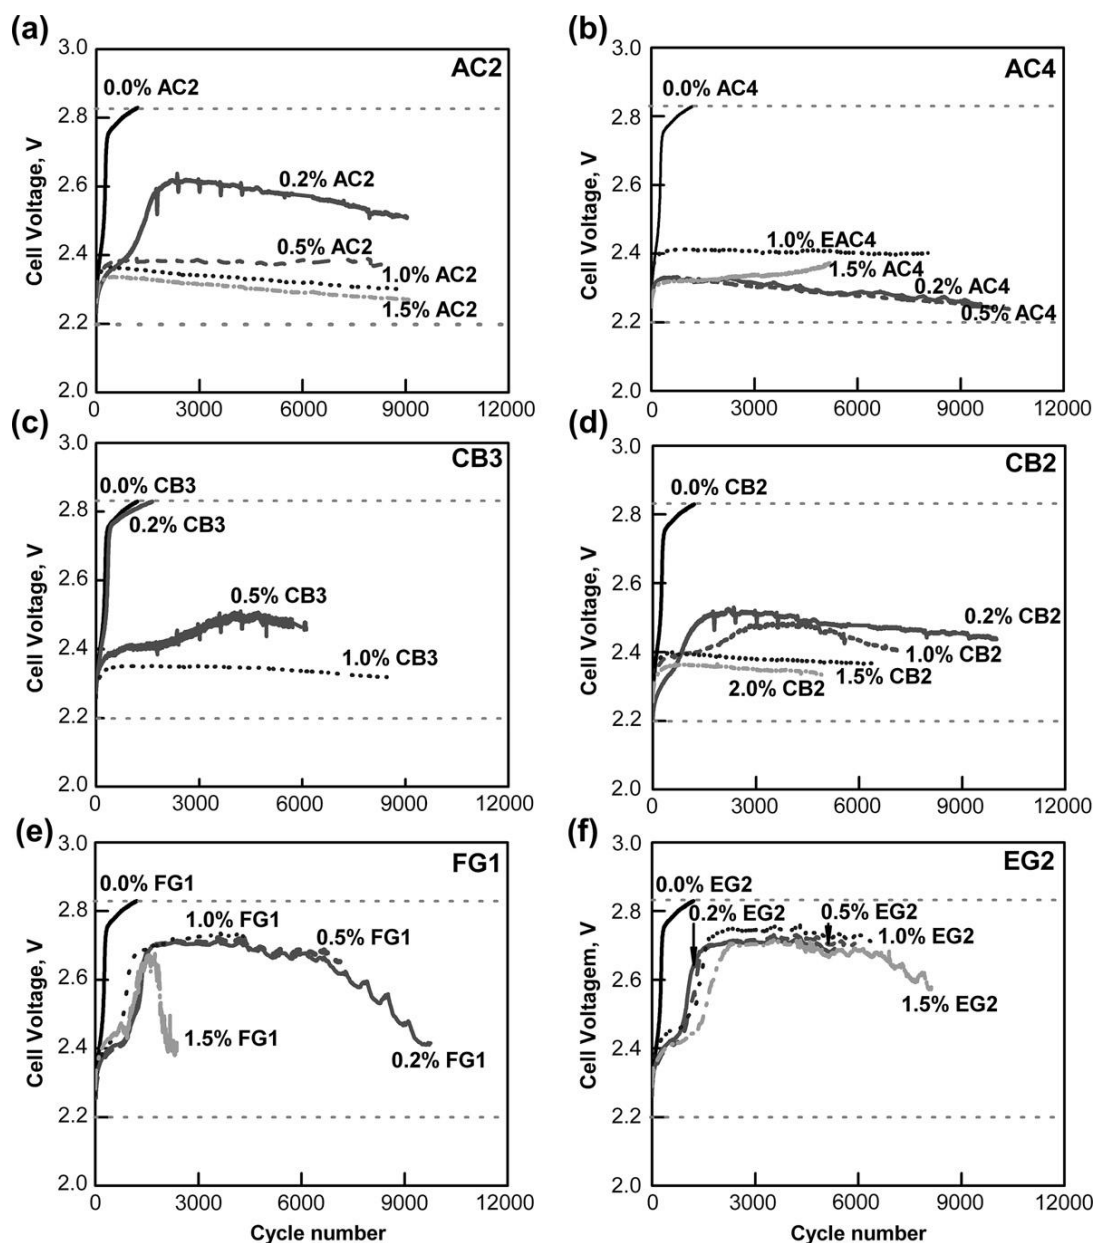 (a)
3.0
2.8
2.6
2.4
2.2
2.0
Cell Voltage, V
AC2
0.0% AC2
0.2% AC2
0.5% AC2
1.0% AC2
1.5% AC2
0 3000 6000 9000 12000
(b)
3.0
2.8
2.6
2.4
2.2
2.0
Cell Voltage, V
AC4
0.0% AC4
1.0% EAC4
1.5% AC4
0.2% AC4
0.5% AC4
0 3000 6000 9000 12000
(c)
3.0
2.8
2.6
2.4
2.2
2.0
Cell Voltage, V
CB3
0.0% CB3
0.2% CB3
0.5% CB3
1.0% CB3
0 3000 6000 9000 12000
(d)
3.0
2.8
2.6
2.4
2.2
2.0
Cell Voltage, V
CB2
0.0% CB2
0.2% CB2
1.0% CB2
1.5% CB2
2.0% CB2
0 3000 6000 9000 12000
(e)
3.0
2.8
2.6
2.4
2.2
2.0
Cell Voltage, V
FG1
0.0% FG1
1.0% FG1
0.5% FG1
1.5% FG1
0.2% FG1
0 3000 6000 9000 12000
Cycle number
(f)
3.0
2.8
2.6
2.4
2.2
2.0
Cell Voltagem, V
EG2
0.0% EG2
0.2% EG2
0.5% EG2
1.0% EG2
1.5% EG2
0 3000 6000 9000 12000
Cycle number